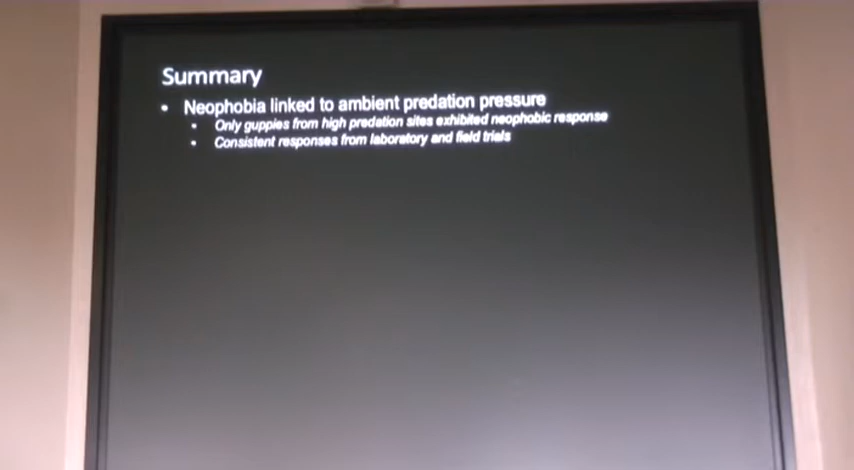 Summary
• Neophobia linked to ambient predation pressure
• Only guppies from high predation sites exhibited neophobic response
• Consistent responses from laboratory and field trials